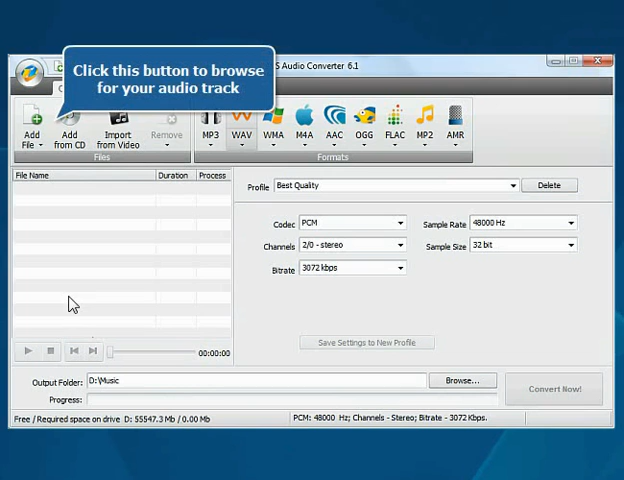 Click this button to browse
for your audio track
S Audio Converter 6.1
Add File
Add from CD
Import from Video
Remove
MP3
WAV
WMA
M4A
AAC
OGG
FLAC
MP2
AMR
Files
Formats
File Name Duration Process
Profile Best Quality Delete
Codec PCM Sample Rate 48000 Hz
Channels 2/0 - stereo Sample Size 32 bit
Bitrate 3072 kbps
Save Settings to New Profile
00:00:00
Output Folder: D:\Music Browse...
Progress:
Convert Now!
Free / Required space on drive D: 55547.3 Mb / 0.00 Mb
PCM: 48000 Hz; Channels - Stereo; Bitrate - 3072 Kbps.